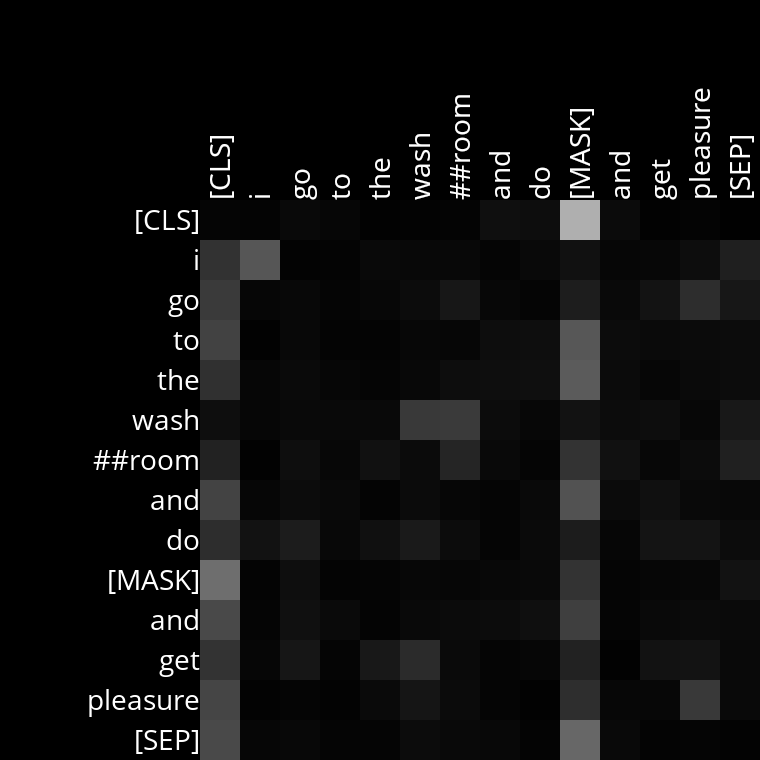 [CLS] i go to the wash ##room and do [MASK] and get pleasure [SEP]
[CLS]
i
go
to
the
wash
##room
and
do
[MASK]
and
get
pleasure
[SEP]